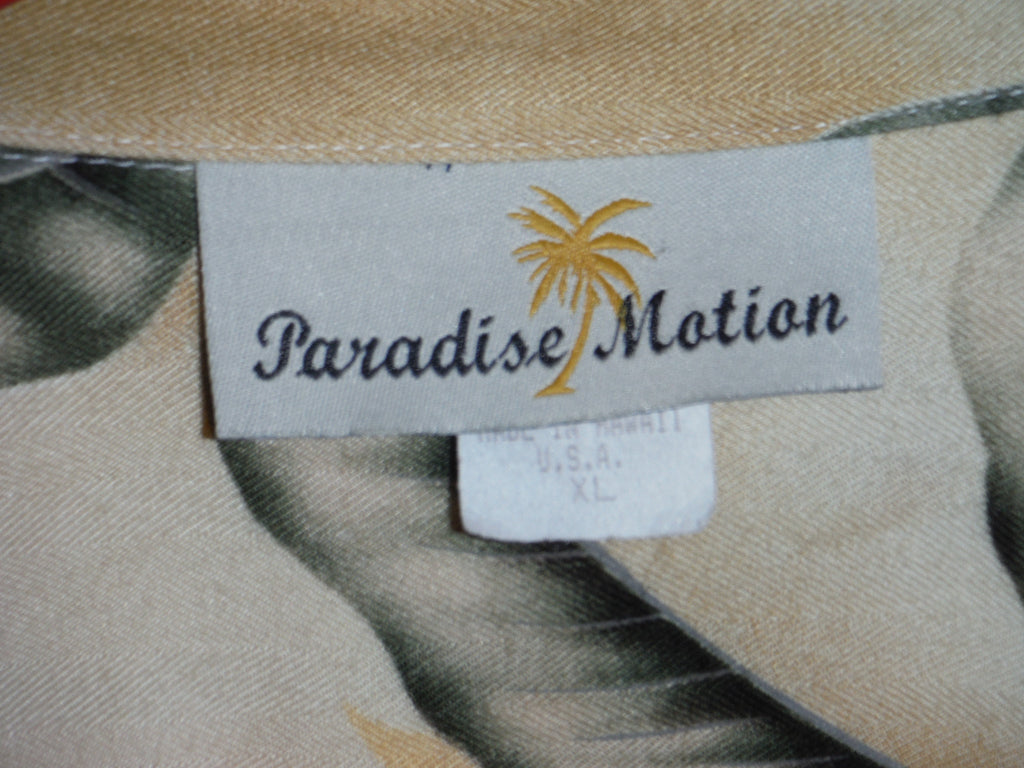 Paradise Motion
MADE IN HAWAII
U.S.A.
XL